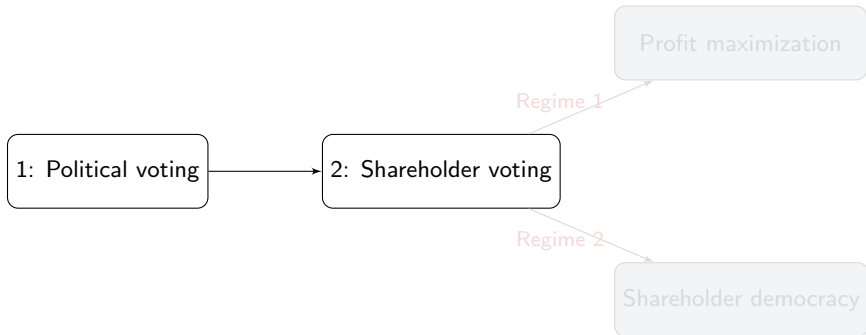 Profit maximization
Regime 1
1: Political voting
2: Shareholder voting
Regime 2
Shareholder democracy